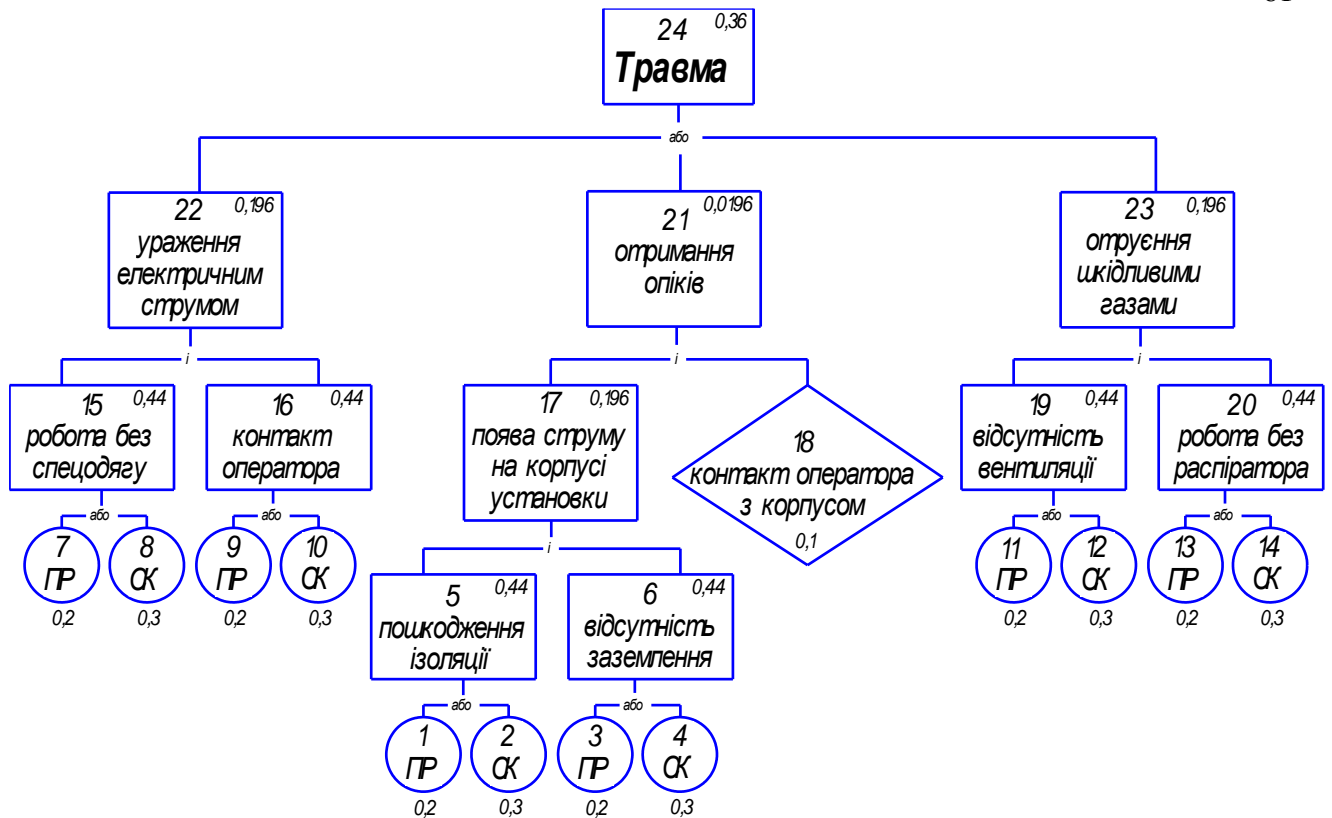 24 0,36
Травма
або
22 0,196
ураження
електричним
струмом
21 0,0196
отримання
опіків
23 0,196
отруєння
шкідливими
газами
і
і
і
15 0,44
робота без
спецодягу
16 0,44
контакт
оператора
17 0,196
поява струму
на корпусі
установки
18
контакт оператора
з корпусом
0,1
19 0,44
відсутність
вентиляції
20 0,44
робота без
распіратора
або
або
і
або
або
7
ПР
0,2
8
СК
0,3
9
ПР
0,2
10
СК
0,3
5 0,44
пошкодження
ізоляції
6 0,44
відсутність
заземлення
11
ПР
0,2
12
СК
0,3
13
ПР
0,2
14
СК
0,3
або
або
1
ПР
0,2
2
СК
0,3
3
ПР
0,2
4
СК
0,3